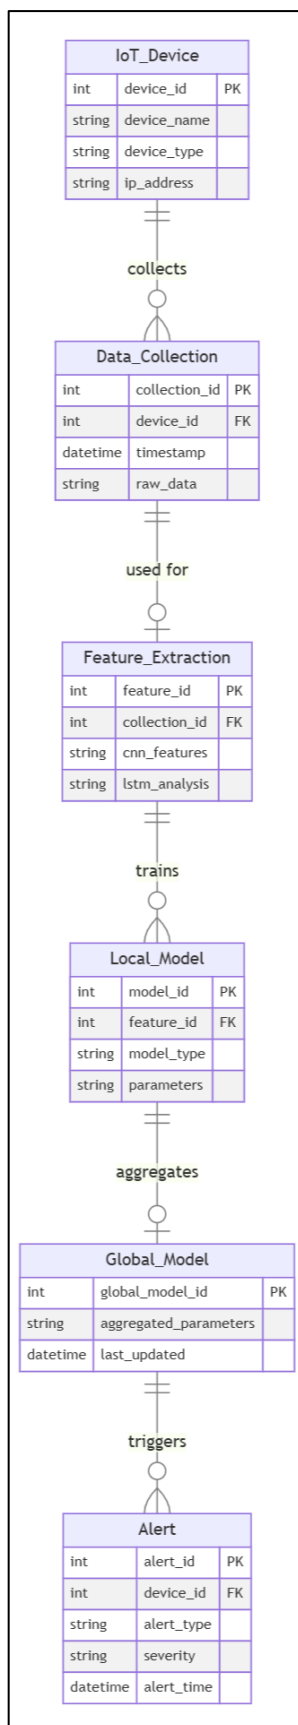 IoT_Device
int device_id PK
string device_name
string device_type
string ip_address
collects
Data_Collection
int collection_id PK
int device_id FK
datetime timestamp
string raw_data
used for
Feature_Extraction
int feature_id PK
int collection_id FK
string cnn_features
string lstm_analysis
trains
Local_Model
int model_id PK
int feature_id FK
string model_type
string parameters
aggregates
Global_Model
int global_model_id PK
string aggregated_parameters
datetime last_updated
triggers
Alert
int alert_id PK
int device_id FK
string alert_type
string severity
datetime alert_time